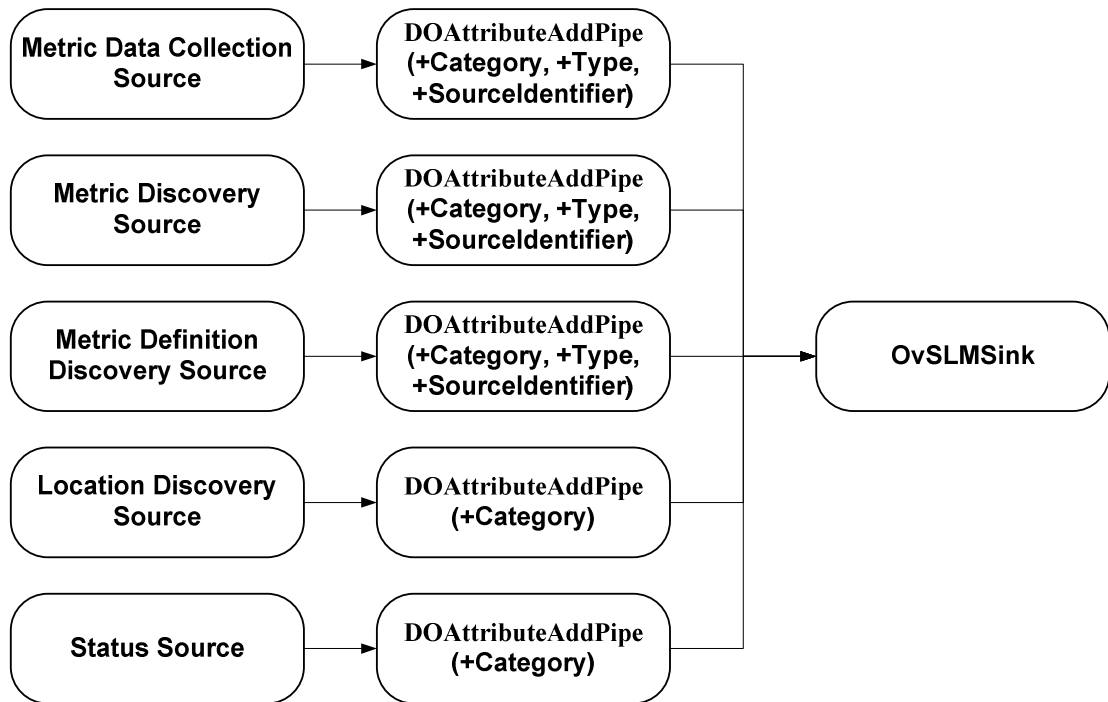 Metric Data Collection
Source
DOAttributeAddPipe
(+Category, +Type,
+SourceIdentifier)
Metric Discovery
Source
DOAttributeAddPipe
(+Category, +Type,
+SourceIdentifier)
Metric Definition
Discovery Source
DOAttributeAddPipe
(+Category, +Type,
+SourceIdentifier)
OvSLMSink
Location Discovery
Source
DOAttributeAddPipe
(+Category)
Status Source
DOAttributeAddPipe
(+Category)